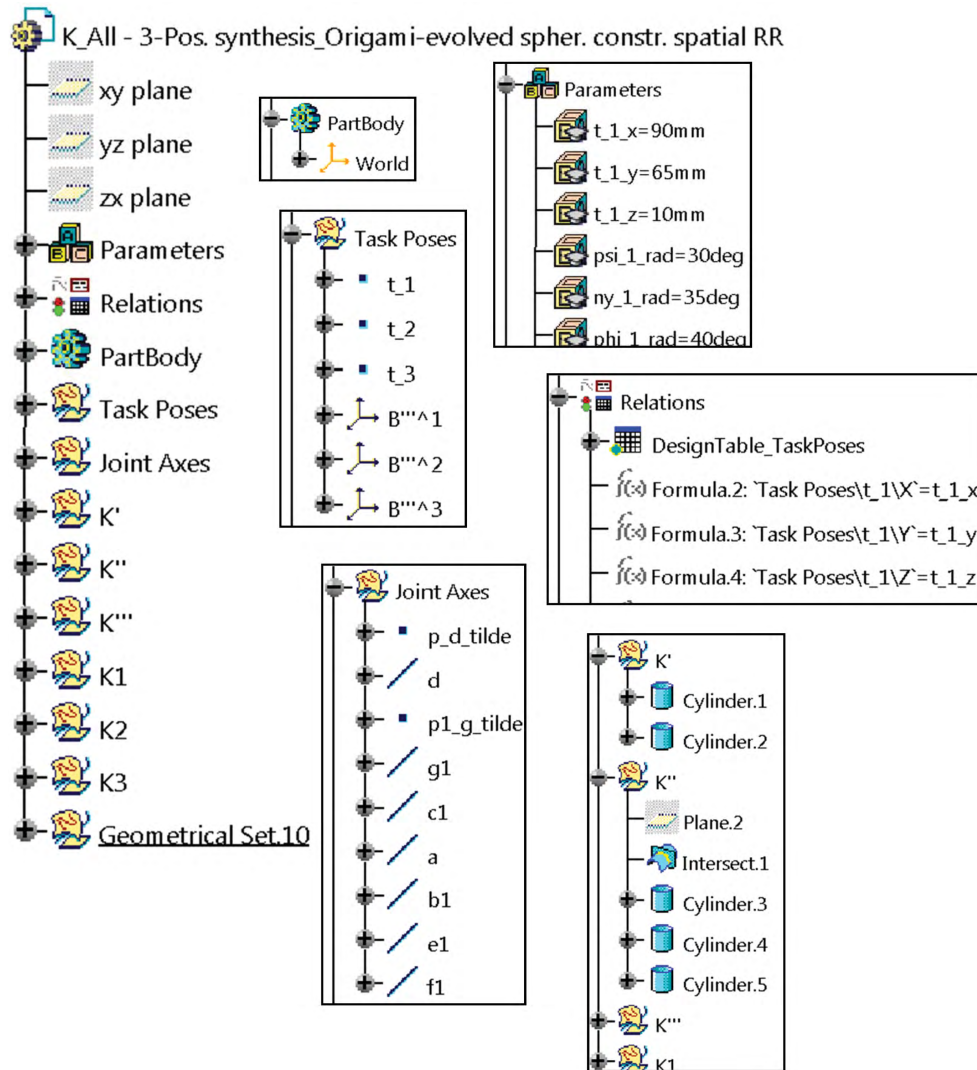 K_All - 3-Pos. synthesis_Origami-evolved spher. constr. spatial RR
xy plane
yz plane
zx plane
Parameters
Relations
PartBody
Task Poses
Joint Axes
K'
K''
K'''
K1
K2
K3
Geometrical Set.10
PartBody
World
Task Poses
t_1
t_2
t_3
B'''^1
B'''^2
B'''^3
Joint Axes
p_d_tilde
d
p1_g_tilde
g1
c1
a
b1
e1
f1
Parameters
t_1_x=90mm
t_1_y=65mm
t_1_z=10mm
psi_1_rad=30deg
ny_1_rad=35deg
phi_1_rad=40deg
Relations
DesignTable_TaskPoses
f(x) Formula.2: `Task Poses\t_1\X`=t_1_x
f(x) Formula.3: `Task Poses\t_1\Y`=t_1_y
f(x) Formula.4: `Task Poses\t_1\Z`=t_1_z
K'
Cylinder.1
Cylinder.2
K''
Plane.2
Intersect.1
Cylinder.3
Cylinder.4
Cylinder.5
K'''
K1